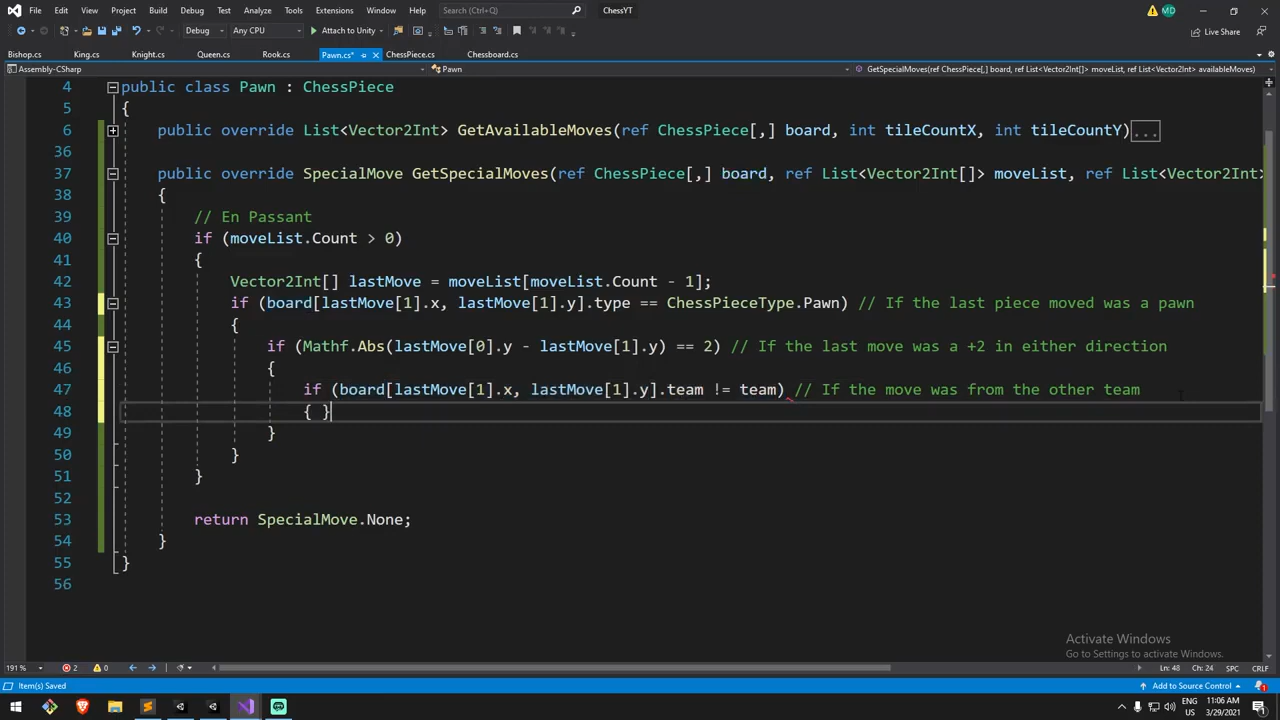 File Edit View Project Build Debug Test Analyze Tools Extensions Window Help Search (Ctrl+Q) ChessYT MD
Debug Any CPU Attach to Unity Live Share
Bishop.cs King.cs Knight.cs Queen.cs Rook.cs Pawn.cs* ChessPiece.cs Chessboard.cs
Assembly-CSharp Pawn GetSpecialMoves(ref ChessPiece[,] board, ref List<Vector2Int[]> moveList, ref List<Vector2Int> availableMoves)
4 public class Pawn : ChessPiece
5 {
6 public override List<Vector2Int> GetAvailableMoves(ref ChessPiece[,] board, int tileCountX, int tileCountY)...
36
37 public override SpecialMove GetSpecialMoves(ref ChessPiece[,] board, ref List<Vector2Int[]> moveList, ref List<Vector2Int>
38 {
39 // En Passant
40 if (moveList.Count > 0)
41 {
42 Vector2Int[] lastMove = moveList[moveList.Count - 1];
43 if (board[lastMove[1].x, lastMove[1].y].type == ChessPieceType.Pawn) // If the last piece moved was a pawn
44 {
45 if (Mathf.Abs(lastMove[0].y - lastMove[1].y) == 2) // If the last move was a +2 in either direction
46 {
47 if (board[lastMove[1].x, lastMove[1].y].team != team) // If the move was from the other team
48 { }
49 }
50 }
51 }
52
53 return SpecialMove.None;
54 }
55 }
56
Activate Windows
Go to Settings to activate Windows.
191 % 2 0 Ln: 48 Ch: 24 SPC CRLF
Item(s) Saved Add to Source Control 1
11:06 AM
US 3/29/2021